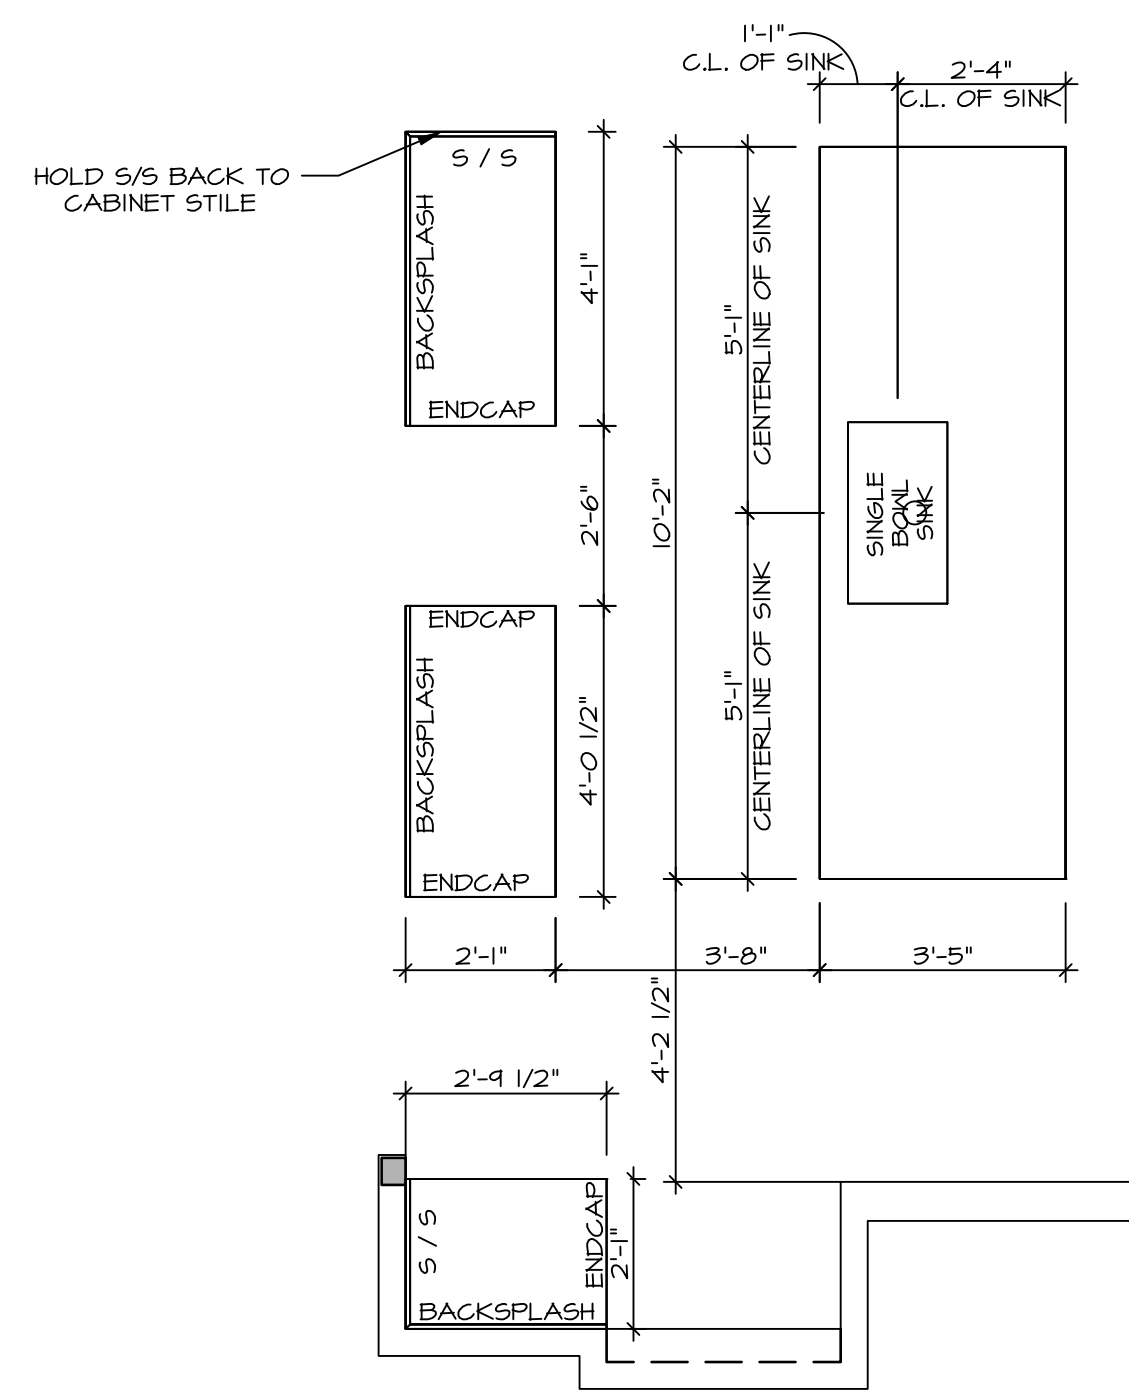 1'-1"
C.L. OF SINK
2'-4"
C.L. OF SINK
HOLD S/S BACK TO
CABINET STILE
S / S
BACKSPLASH
ENDCAP
4'-1"
2'-6"
ENDCAP
BACKSPLASH
ENDCAP
4'-0 1/2"
10'-2"
5'-1"
CENTERLINE OF SINK
5'-1"
CENTERLINE OF SINK
SINGLE
BOWL
SINK
2'-1"
3'-8"
3'-5"
4'-2 1/2"
2'-9 1/2"
S / S
ENDCAP
2'-1"
BACKSPLASH